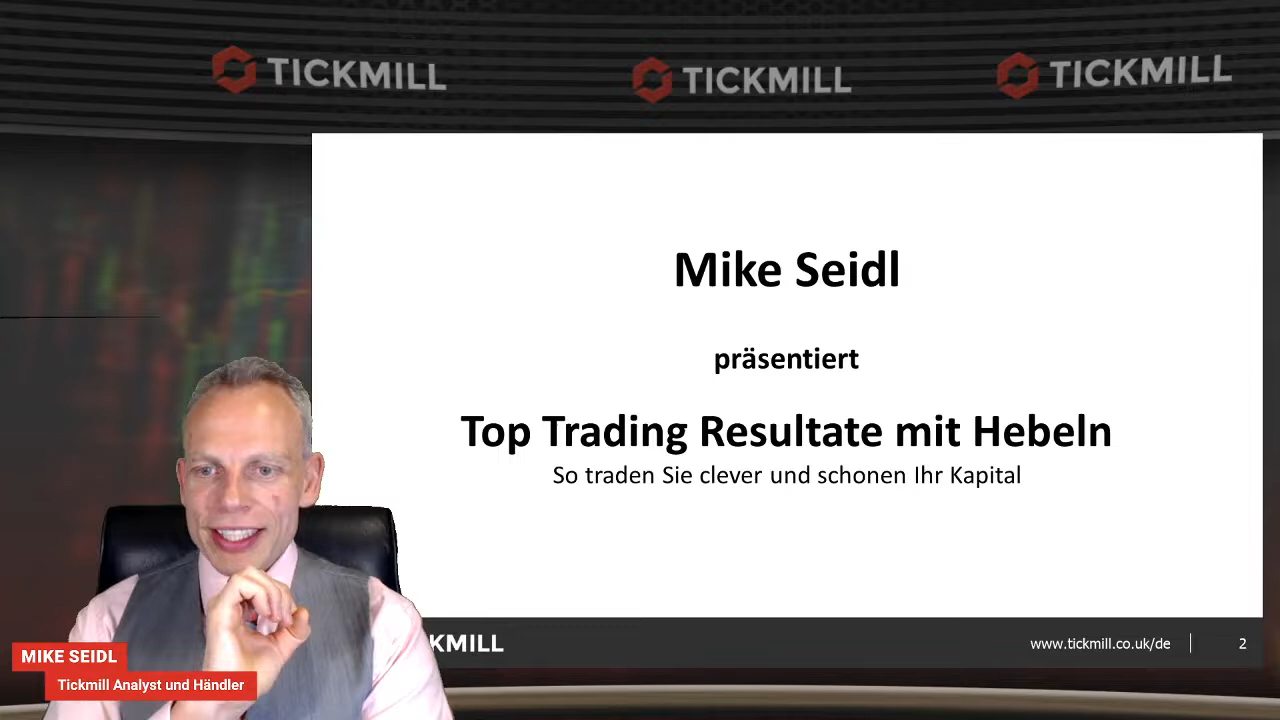 TICKMILL
TICKMILL
TICKMILL
Mike Seidl
präsentiert
Top Trading Resultate mit Hebeln
So traden Sie clever und schonen Ihr Kapital
KMILL
www.tickmill.co.uk/de
2
MIKE SEIDL
Tickmill Analyst und Händler